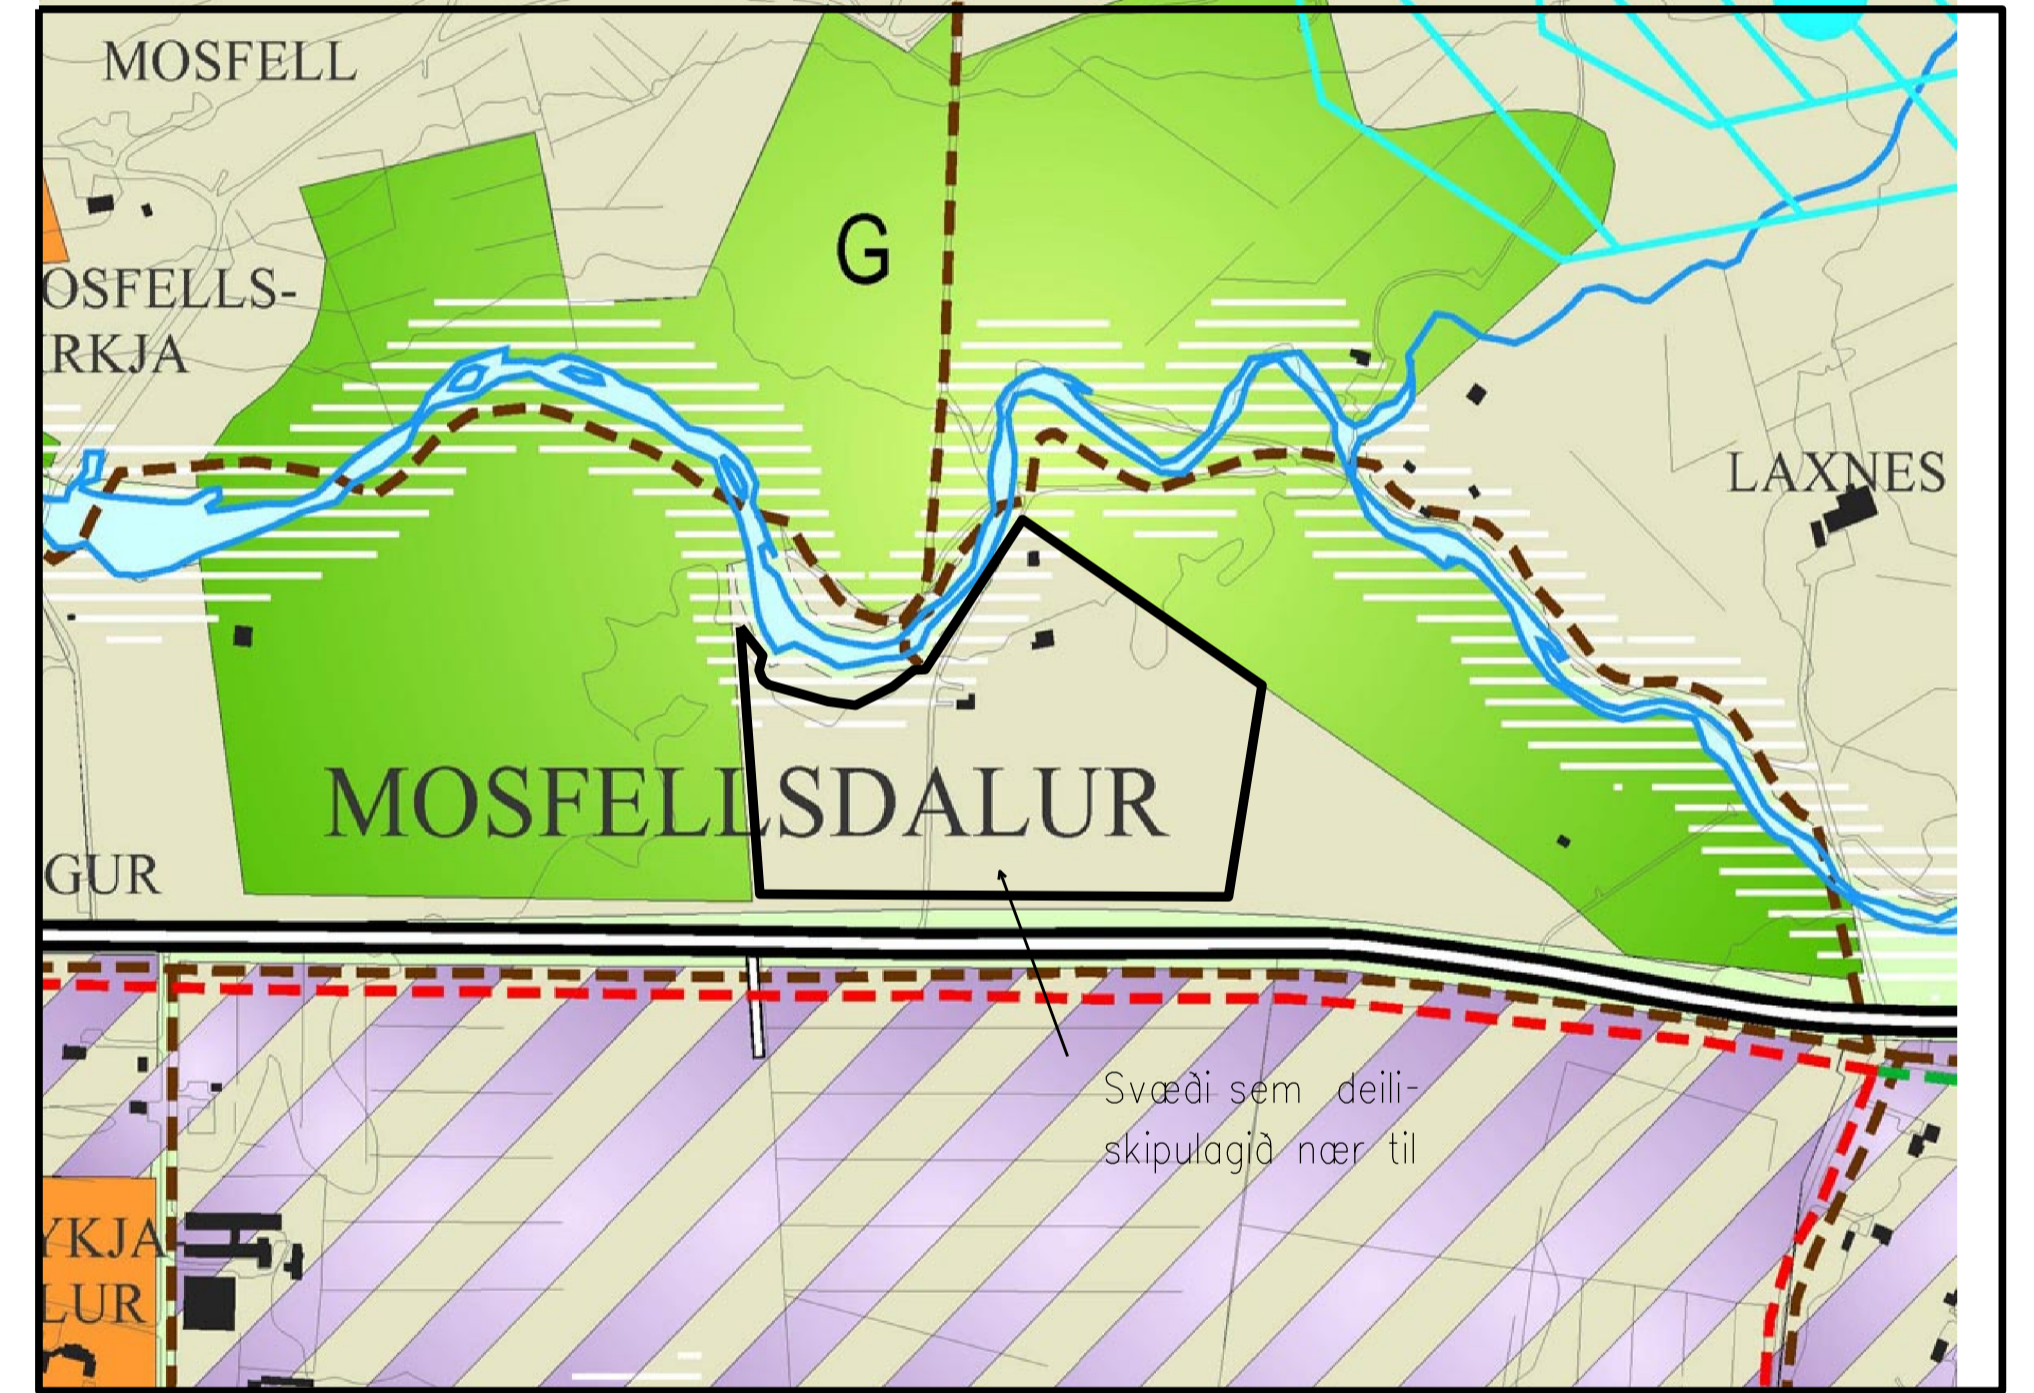 MOSFELL
G
OSFELLS-
IRKJA
LAXNES
MOSFELLSDALUR
GUR
Svæði sem deili-
skipulagið nær til
YKJA
LUR